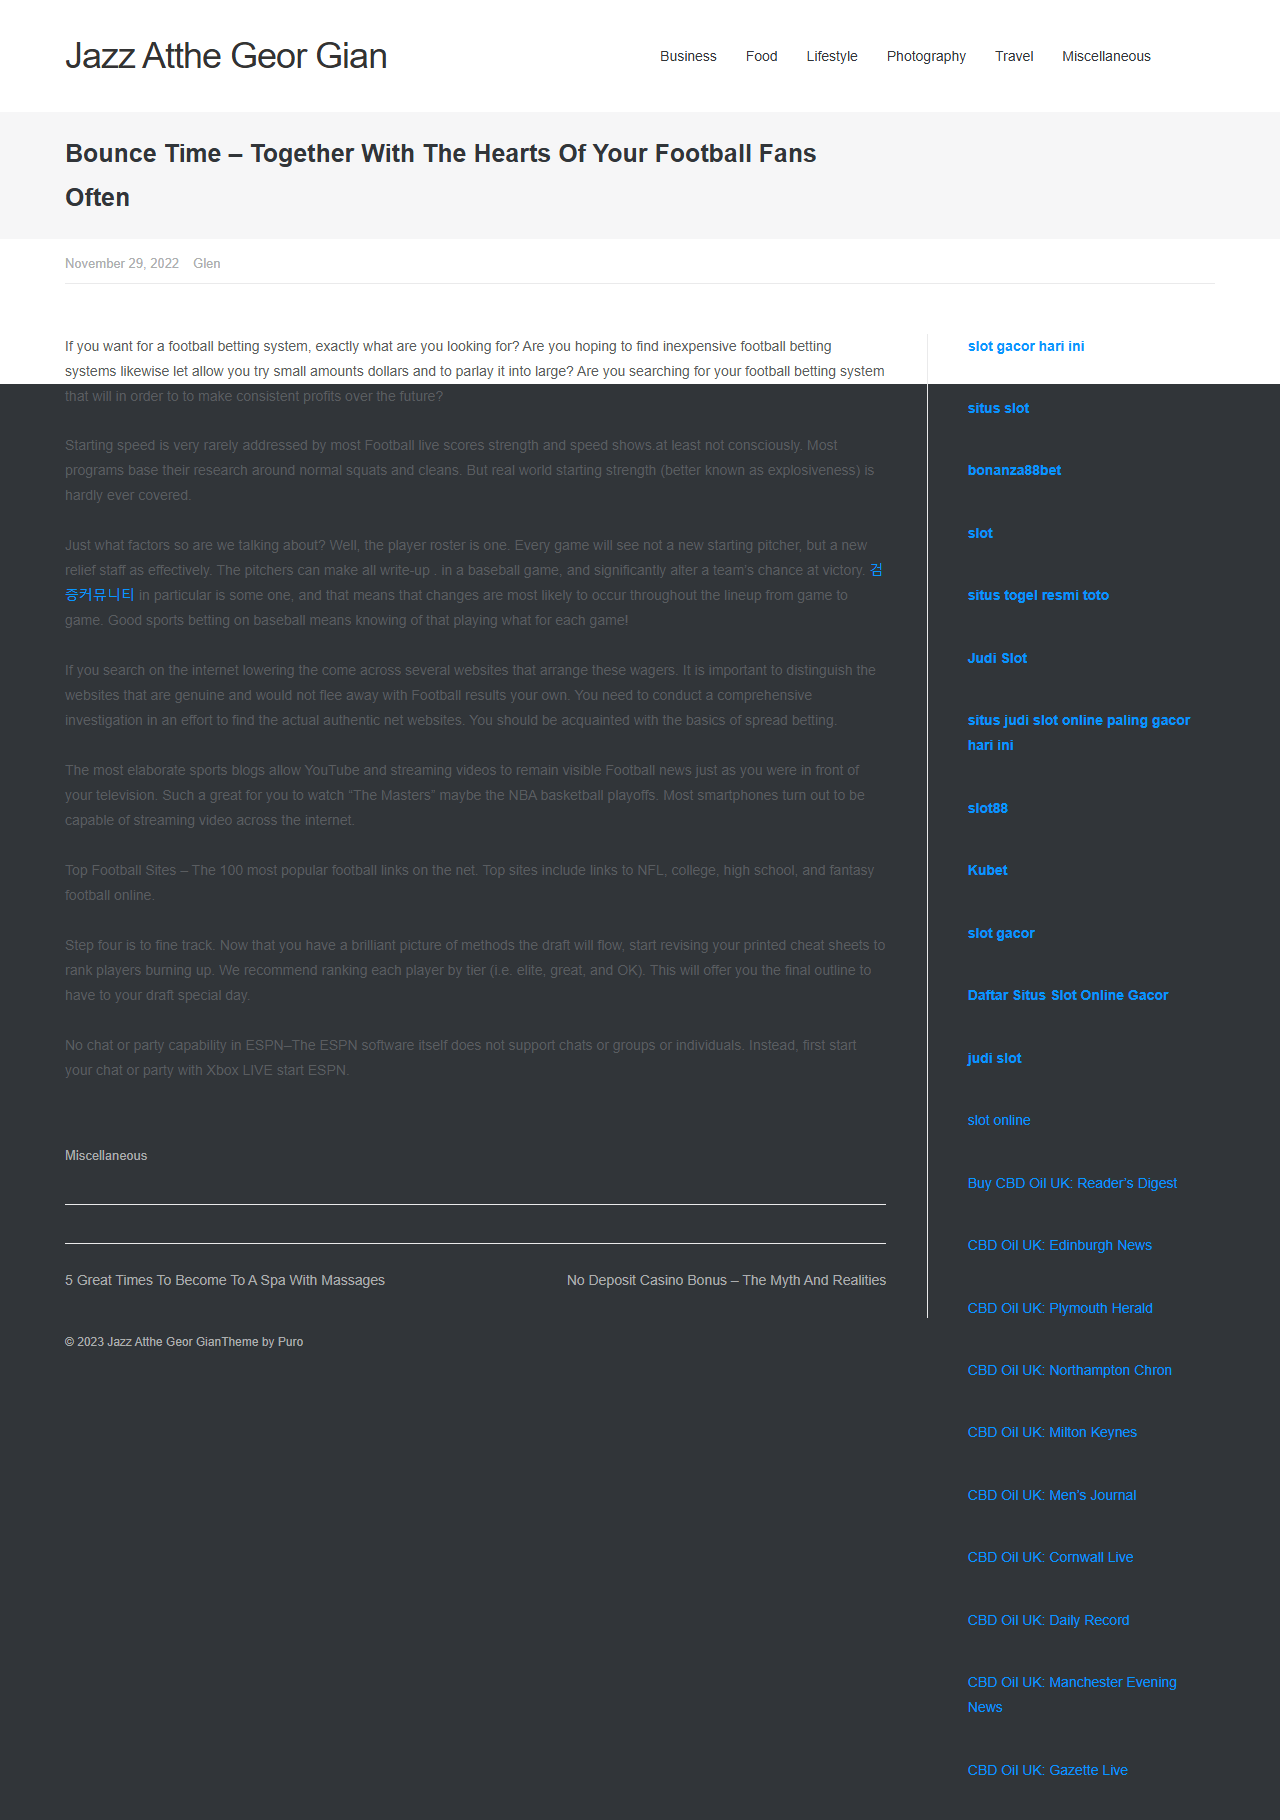 Jazz Atthe Geor Gian
Business Food Lifestyle Photography Travel Miscellaneous
Bounce Time – Together With The Hearts Of Your Football Fans
Often
November 29, 2022 Glen
If you want for a football betting system, exactly what are you looking for? Are you hoping to find inexpensive football betting
systems likewise let allow you try small amounts dollars and to parlay it into large? Are you searching for your football betting system
that will in order to to make consistent profits over the future?
Starting speed is very rarely addressed by most Football live scores strength and speed shows.at least not consciously. Most
programs base their research around normal squats and cleans. But real world starting strength (better known as explosiveness) is
hardly ever covered.
Just what factors so are we talking about? Well, the player roster is one. Every game will see not a new starting pitcher, but a new
relief staff as effectively. The pitchers can make all write-up . in a baseball game, and significantly alter a team’s chance at victory. 검
증커뮤니티 in particular is some one, and that means that changes are most likely to occur throughout the lineup from game to
game. Good sports betting on baseball means knowing of that playing what for each game!
If you search on the internet lowering the come across several websites that arrange these wagers. It is important to distinguish the
websites that are genuine and would not flee away with Football results your own. You need to conduct a comprehensive
investigation in an effort to find the actual authentic net websites. You should be acquainted with the basics of spread betting.
The most elaborate sports blogs allow YouTube and streaming videos to remain visible Football news just as you were in front of
your television. Such a great for you to watch “The Masters” maybe the NBA basketball playoffs. Most smartphones turn out to be
capable of streaming video across the internet.
Top Football Sites – The 100 most popular football links on the net. Top sites include links to NFL, college, high school, and fantasy
football online.
Step four is to fine track. Now that you have a brilliant picture of methods the draft will flow, start revising your printed cheat sheets to
rank players burning up. We recommend ranking each player by tier (i.e. elite, great, and OK). This will offer you the final outline to
have to your draft special day.
No chat or party capability in ESPN–The ESPN software itself does not support chats or groups or individuals. Instead, first start
your chat or party with Xbox LIVE start ESPN.
Miscellaneous
5 Great Times To Become To A Spa With Massages
No Deposit Casino Bonus – The Myth And Realities
© 2023 Jazz Atthe Geor GianTheme by Puro
slot gacor hari ini
situs slot
bonanza88bet
slot
situs togel resmi toto
Judi Slot
situs judi slot online paling gacor
hari ini
slot88
Kubet
slot gacor
Daftar Situs Slot Online Gacor
judi slot
slot online
Buy CBD Oil UK: Reader’s Digest
CBD Oil UK: Edinburgh News
CBD Oil UK: Plymouth Herald
CBD Oil UK: Northampton Chron
CBD Oil UK: Milton Keynes
CBD Oil UK: Men’s Journal
CBD Oil UK: Cornwall Live
CBD Oil UK: Daily Record
CBD Oil UK: Manchester Evening
News
CBD Oil UK: Gazette Live